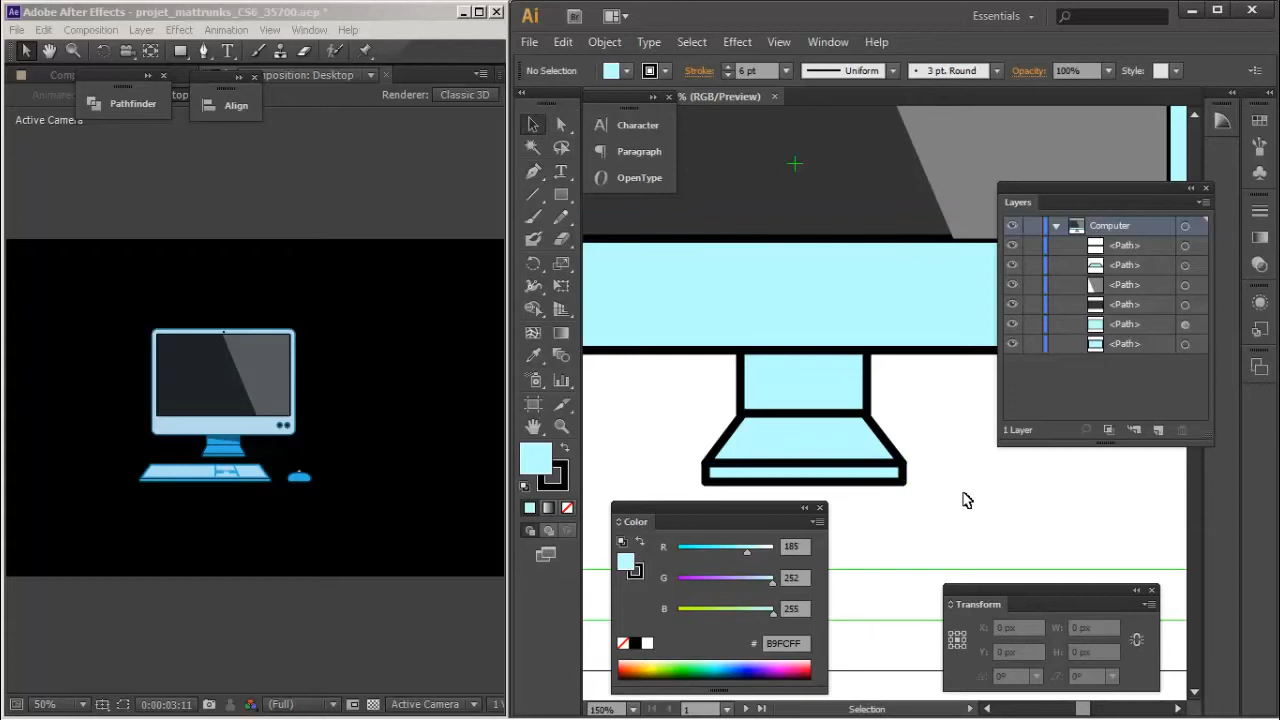 Ae Adobe After Effects - projet_mattrunks_CS6_35700.aep *
File Edit Composition Layer Effect Animation View Window Help
Pathfinder
Align
position: Desktop
Renderer: Classic 3D
Active Camera
50%
0:00:03:11
(Full)
Active Camera
Ai
Br
Essentials
File Edit Object Type Select Effect View Window Help
No Selection
Stroke: 6 pt
Uniform
3 pt. Round
Opacity: 100%
Style:
% (RGB/Preview)
Character
Paragraph
OpenType
Layers
Computer
<Path>
<Path>
<Path>
<Path>
<Path>
<Path>
1 Layer
Color
R 185
G 252
B 255
# B9FCFF
Transform
X: 0 px W: 0 px
Y: 0 px H: 0 px
0° 0°
150%
1
Selection